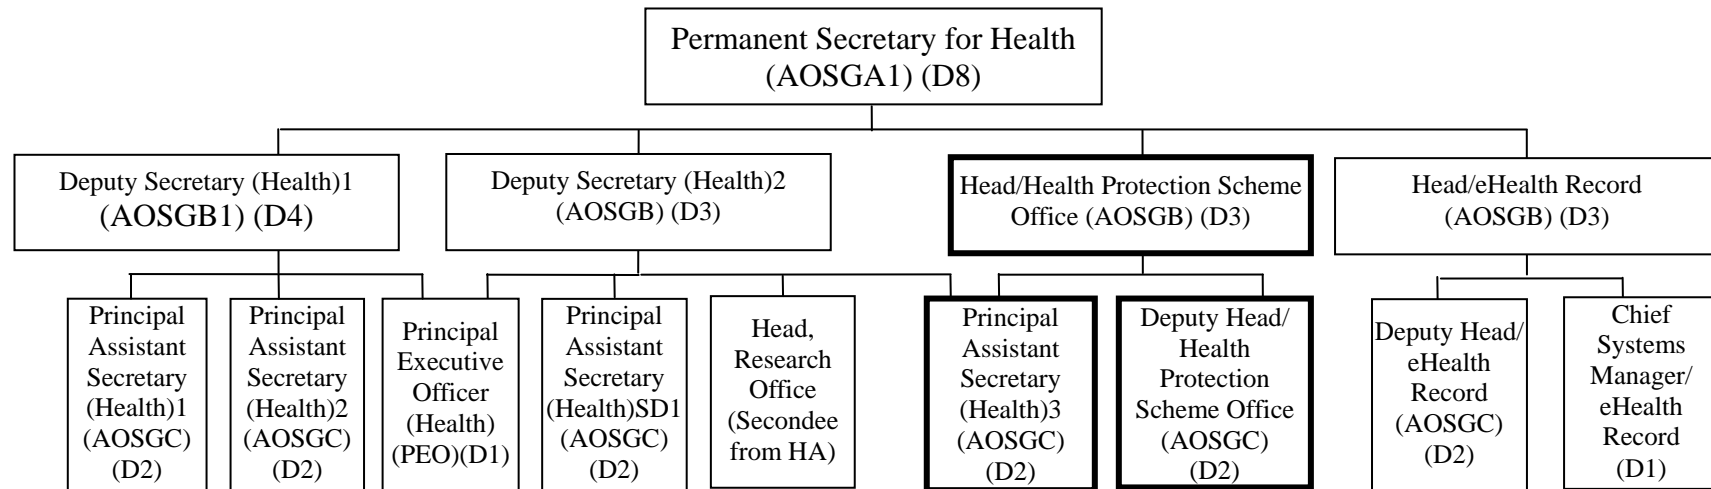 Permanent Secretary for Health
(AOSGA1) (D8)
Deputy Secretary (Health)1
(AOSGB1) (D4)
Deputy Secretary (Health)2
(AOSGB) (D3)
Head/Health Protection Scheme
Office (AOSGB) (D3)
Head/eHealth Record
(AOSGB) (D3)
Principal
Assistant
Secretary
(Health)1
(AOSGC)
(D2)
Principal
Assistant
Secretary
(Health)2
(AOSGC)
(D2)
Principal
Executive
Officer
(Health)
(PEO)(D1)
Principal
Assistant
Secretary
(Health)SD1
(AOSGC)
(D2)
Head,
Research
Office
(Secondee
from HA)
Principal
Assistant
Secretary
(Health)3
(AOSGC)
(D2)
Deputy Head/
Health
Protection
Scheme Office
(AOSGC)
(D2)
Deputy Head/
eHealth
Record
(AOSGC)
(D2)
Chief
Systems
Manager/
eHealth
Record
(D1)